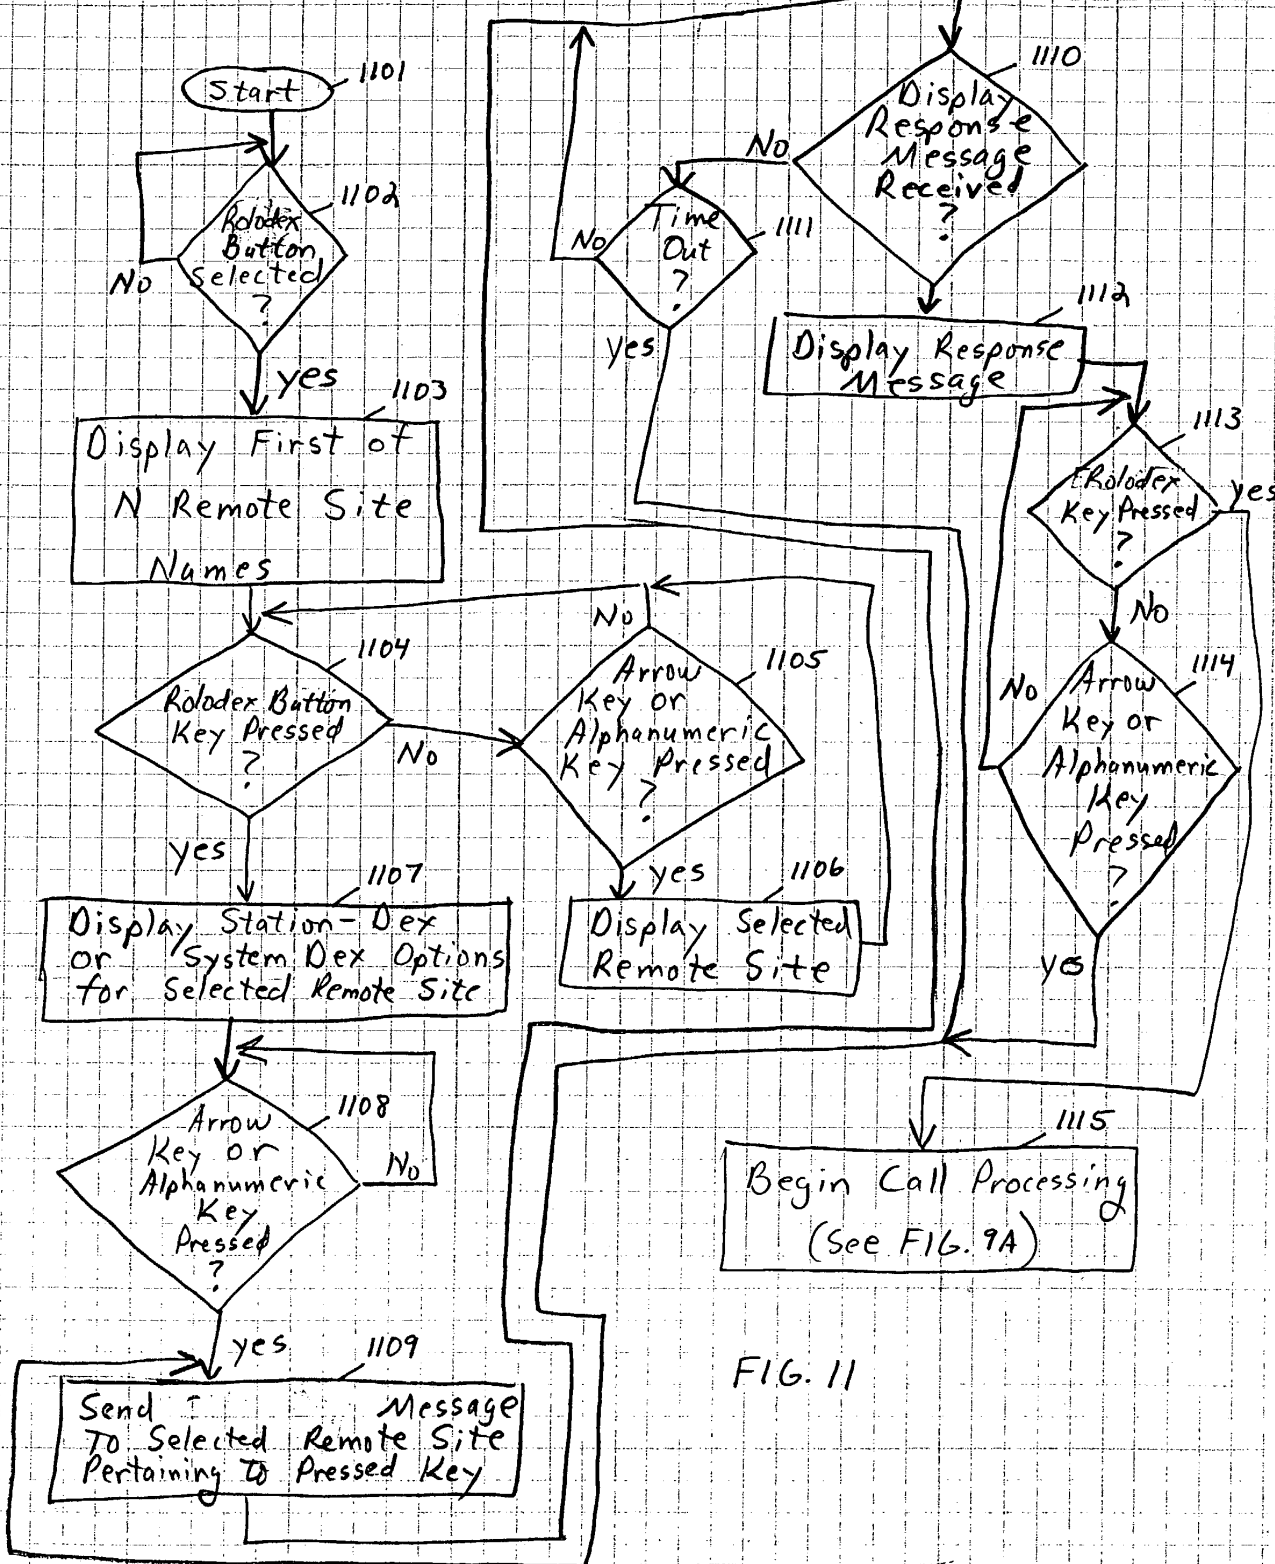 Start
1101
Rolodex
Button
Selected
?
1102
No
yes
1103
Display First of
N Remote Site
Names
1104
Rolodex Button
Key Pressed
?
No
yes
1105
Arrow
Key or
Alphanumeric
Key Pressed
?
No
yes
1106
Display Selected
Remote Site
1107
Display Station-Dex
or System Dex Options
for Selected Remote Site
1108
Arrow
Key or
Alphanumeric
Key
Pressed
?
No
yes
1109
Send Message
To Selected Remote Site
Pertaining To Pressed Key
1110
Display
Response
Message
Received
?
No
1111
Time
Out
?
No
yes
1112
Display Response
Message
1113
Rolodex
Key Pressed
?
yes
No
1114
Arrow
Key or
Alphanumeric
Key
Pressed
?
No
yes
1115
Begin Call Processing
(See FIG. 9A)
FIG. 11